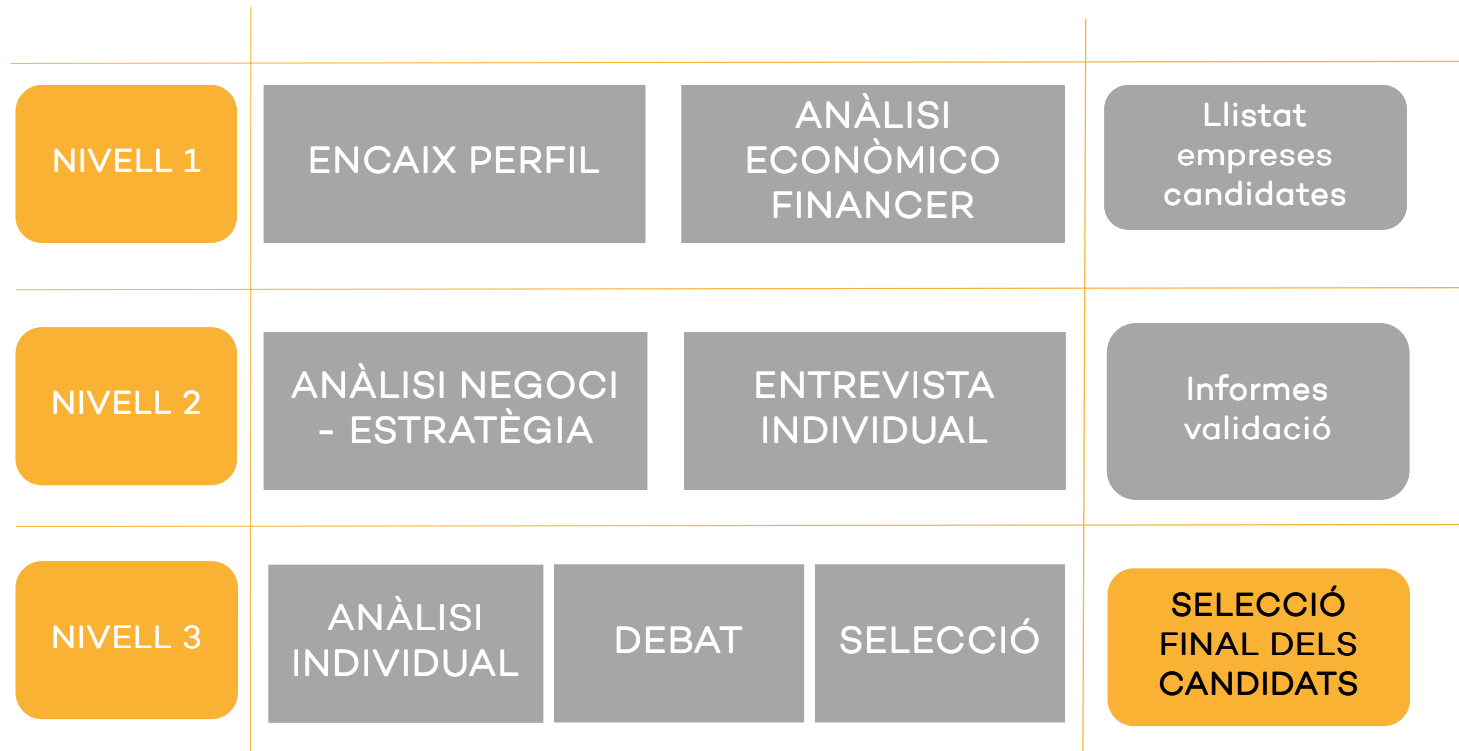 NIVELL 1
ENCAIX PERFIL
ANÀLISI
ECONÒMICO
FINANCER
Llistat
empreses
candidates
NIVELL 2
ANÀLISI NEGOCI
- ESTRATÈGIA
ENTREVISTA
INDIVIDUAL
Informes
validació
NIVELL 3
ANÀLISI
INDIVIDUAL
DEBAT
SELECCIÓ
SELECCIÓ
FINAL DELS
CANDIDATS